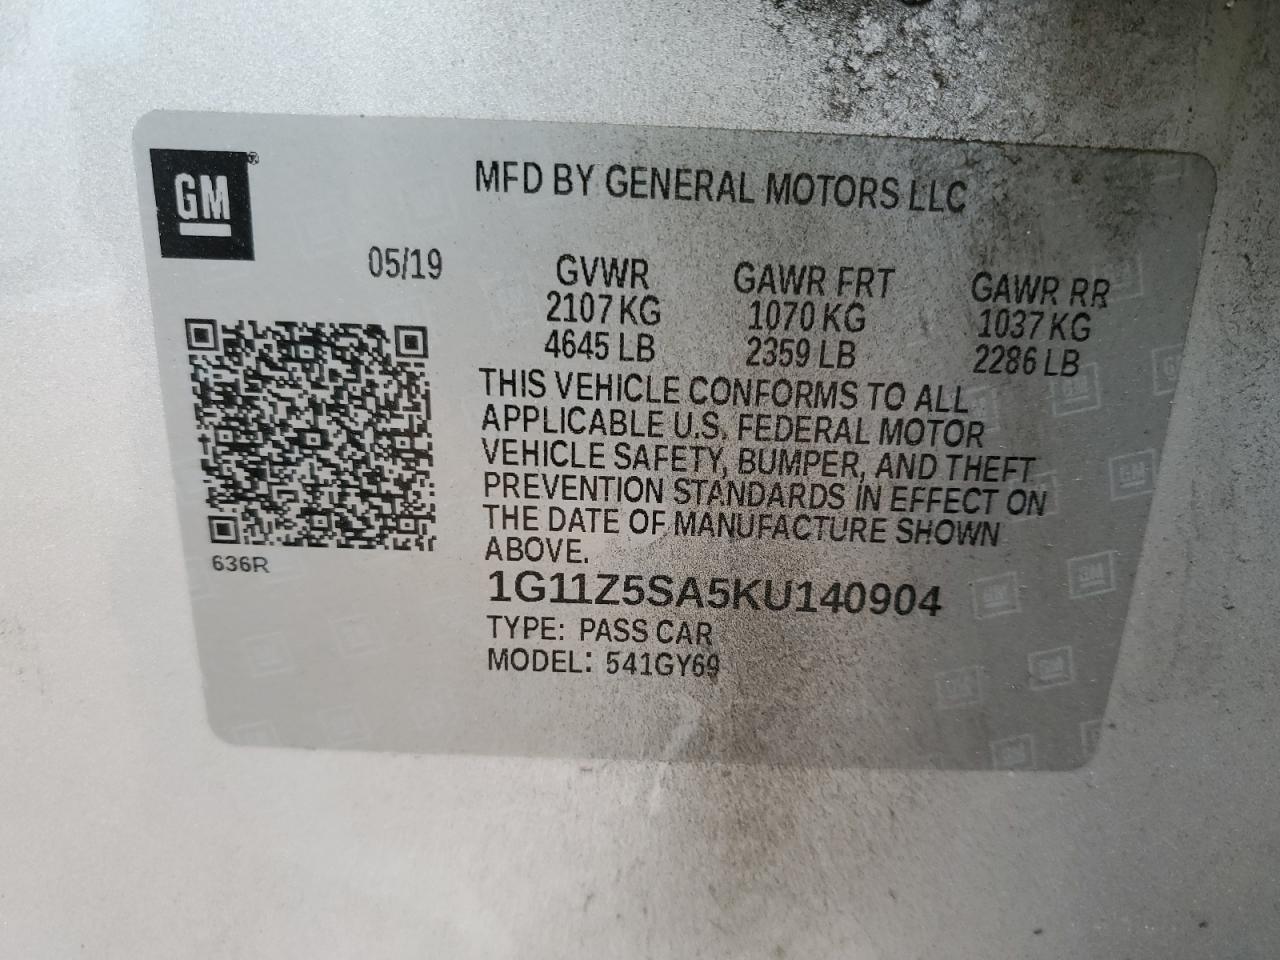 GM®
MFD BY GENERAL MOTORS LLC
05/19
GVWR GAWR FRT GAWR RR
2107 KG 1070 KG 1037 KG
4645 LB 2359 LB 2286 LB
THIS VEHICLE CONFORMS TO ALL
APPLICABLE U.S. FEDERAL MOTOR
VEHICLE SAFETY, BUMPER, AND THEFT
PREVENTION STANDARDS IN EFFECT ON
THE DATE OF MANUFACTURE SHOWN
ABOVE.
636R
1G11Z5SA5KU140904
TYPE: PASS CAR
MODEL: 541GY69